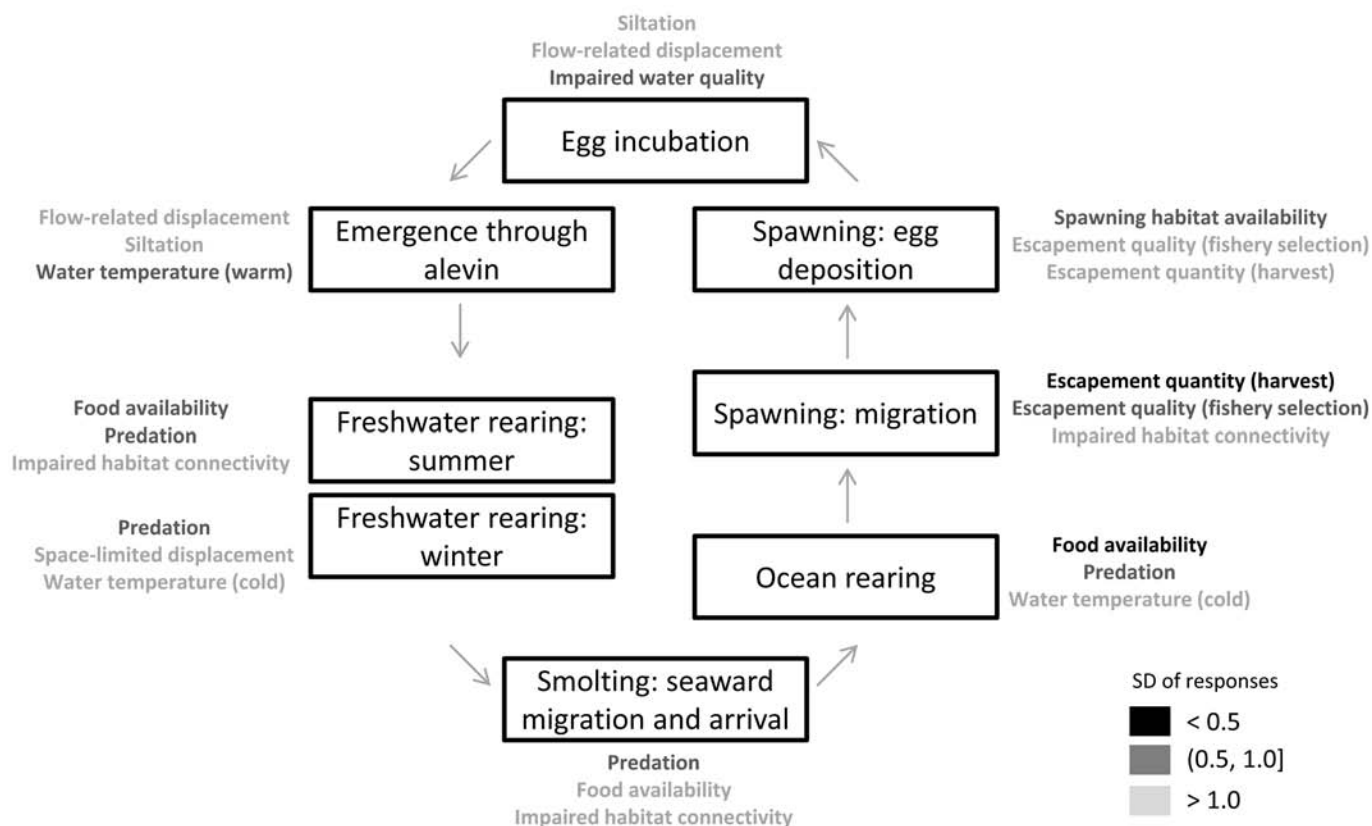 Siltation
Flow-related displacement
Impaired water quality
Egg incubation
Flow-related displacement
Siltation
Water temperature (warm)
Emergence through
alevin
Spawning: egg
deposition
Spawning habitat availability
Escapement quality (fishery selection)
Escapement quantity (harvest)
Food availability
Predation
Impaired habitat connectivity
Freshwater rearing:
summer
Spawning: migration
Escapement quantity (harvest)
Escapement quality (fishery selection)
Impaired habitat connectivity
Predation
Space-limited displacement
Water temperature (cold)
Freshwater rearing:
winter
Ocean rearing
Food availability
Predation
Water temperature (cold)
Smolting: seaward
migration and arrival
Predation
Food availability
Impaired habitat connectivity
SD of responses
< 0.5
(0.5, 1.0]
> 1.0